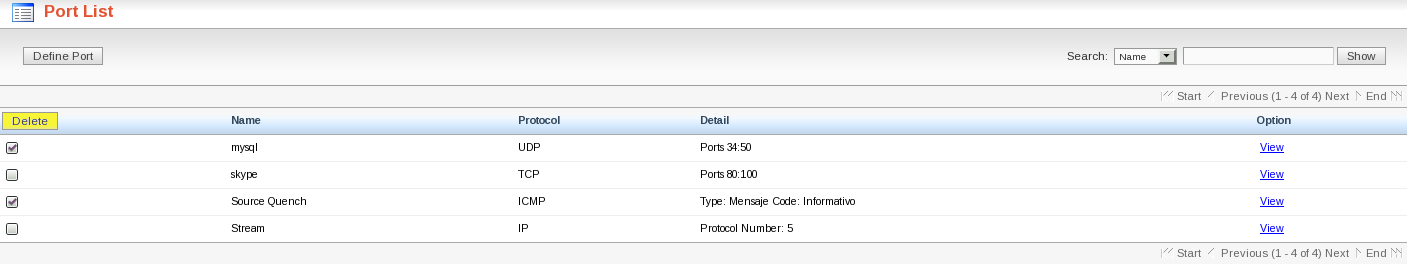 Port List
Define Port Search: Name Show
Start Previous (1 - 4 of 4) Next End
Delete Name Protocol Detail Option
mysql UDP Ports 34:50 View
skype TCP Ports 80:100 View
Source Quench ICMP Type: Mensaje Code: Informativo View
Stream IP Protocol Number: 5 View
Start Previous (1 - 4 of 4) Next End